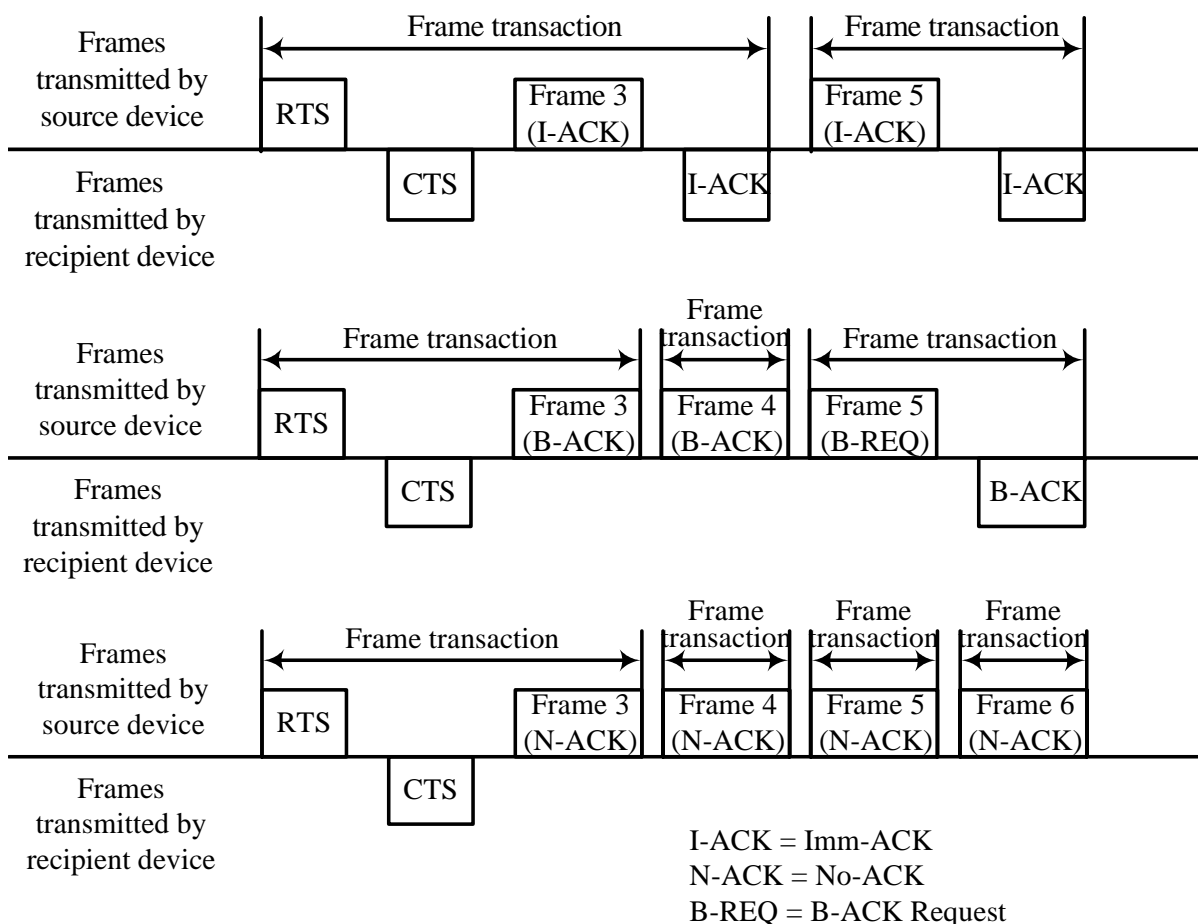 Frame transaction
Frame transaction
Frames
transmitted by
source device
RTS
Frame 3
(I-ACK)
Frame 5
(I-ACK)
Frames
transmitted by
recipient device
CTS
I-ACK
I-ACK
Frame transaction
Frame
transaction
Frame transaction
Frames
transmitted by
source device
RTS
Frame 3
(B-ACK)
Frame 4
(B-ACK)
Frame 5
(B-REQ)
Frames
transmitted by
recipient device
CTS
B-ACK
Frame transaction
Frame
transaction
Frame
transaction
Frame
transaction
Frames
transmitted by
source device
RTS
Frame 3
(N-ACK)
Frame 4
(N-ACK)
Frame 5
(N-ACK)
Frame 6
(N-ACK)
Frames
transmitted by
recipient device
CTS
I-ACK = Imm-ACK
N-ACK = No-ACK
B-REQ = B-ACK Request